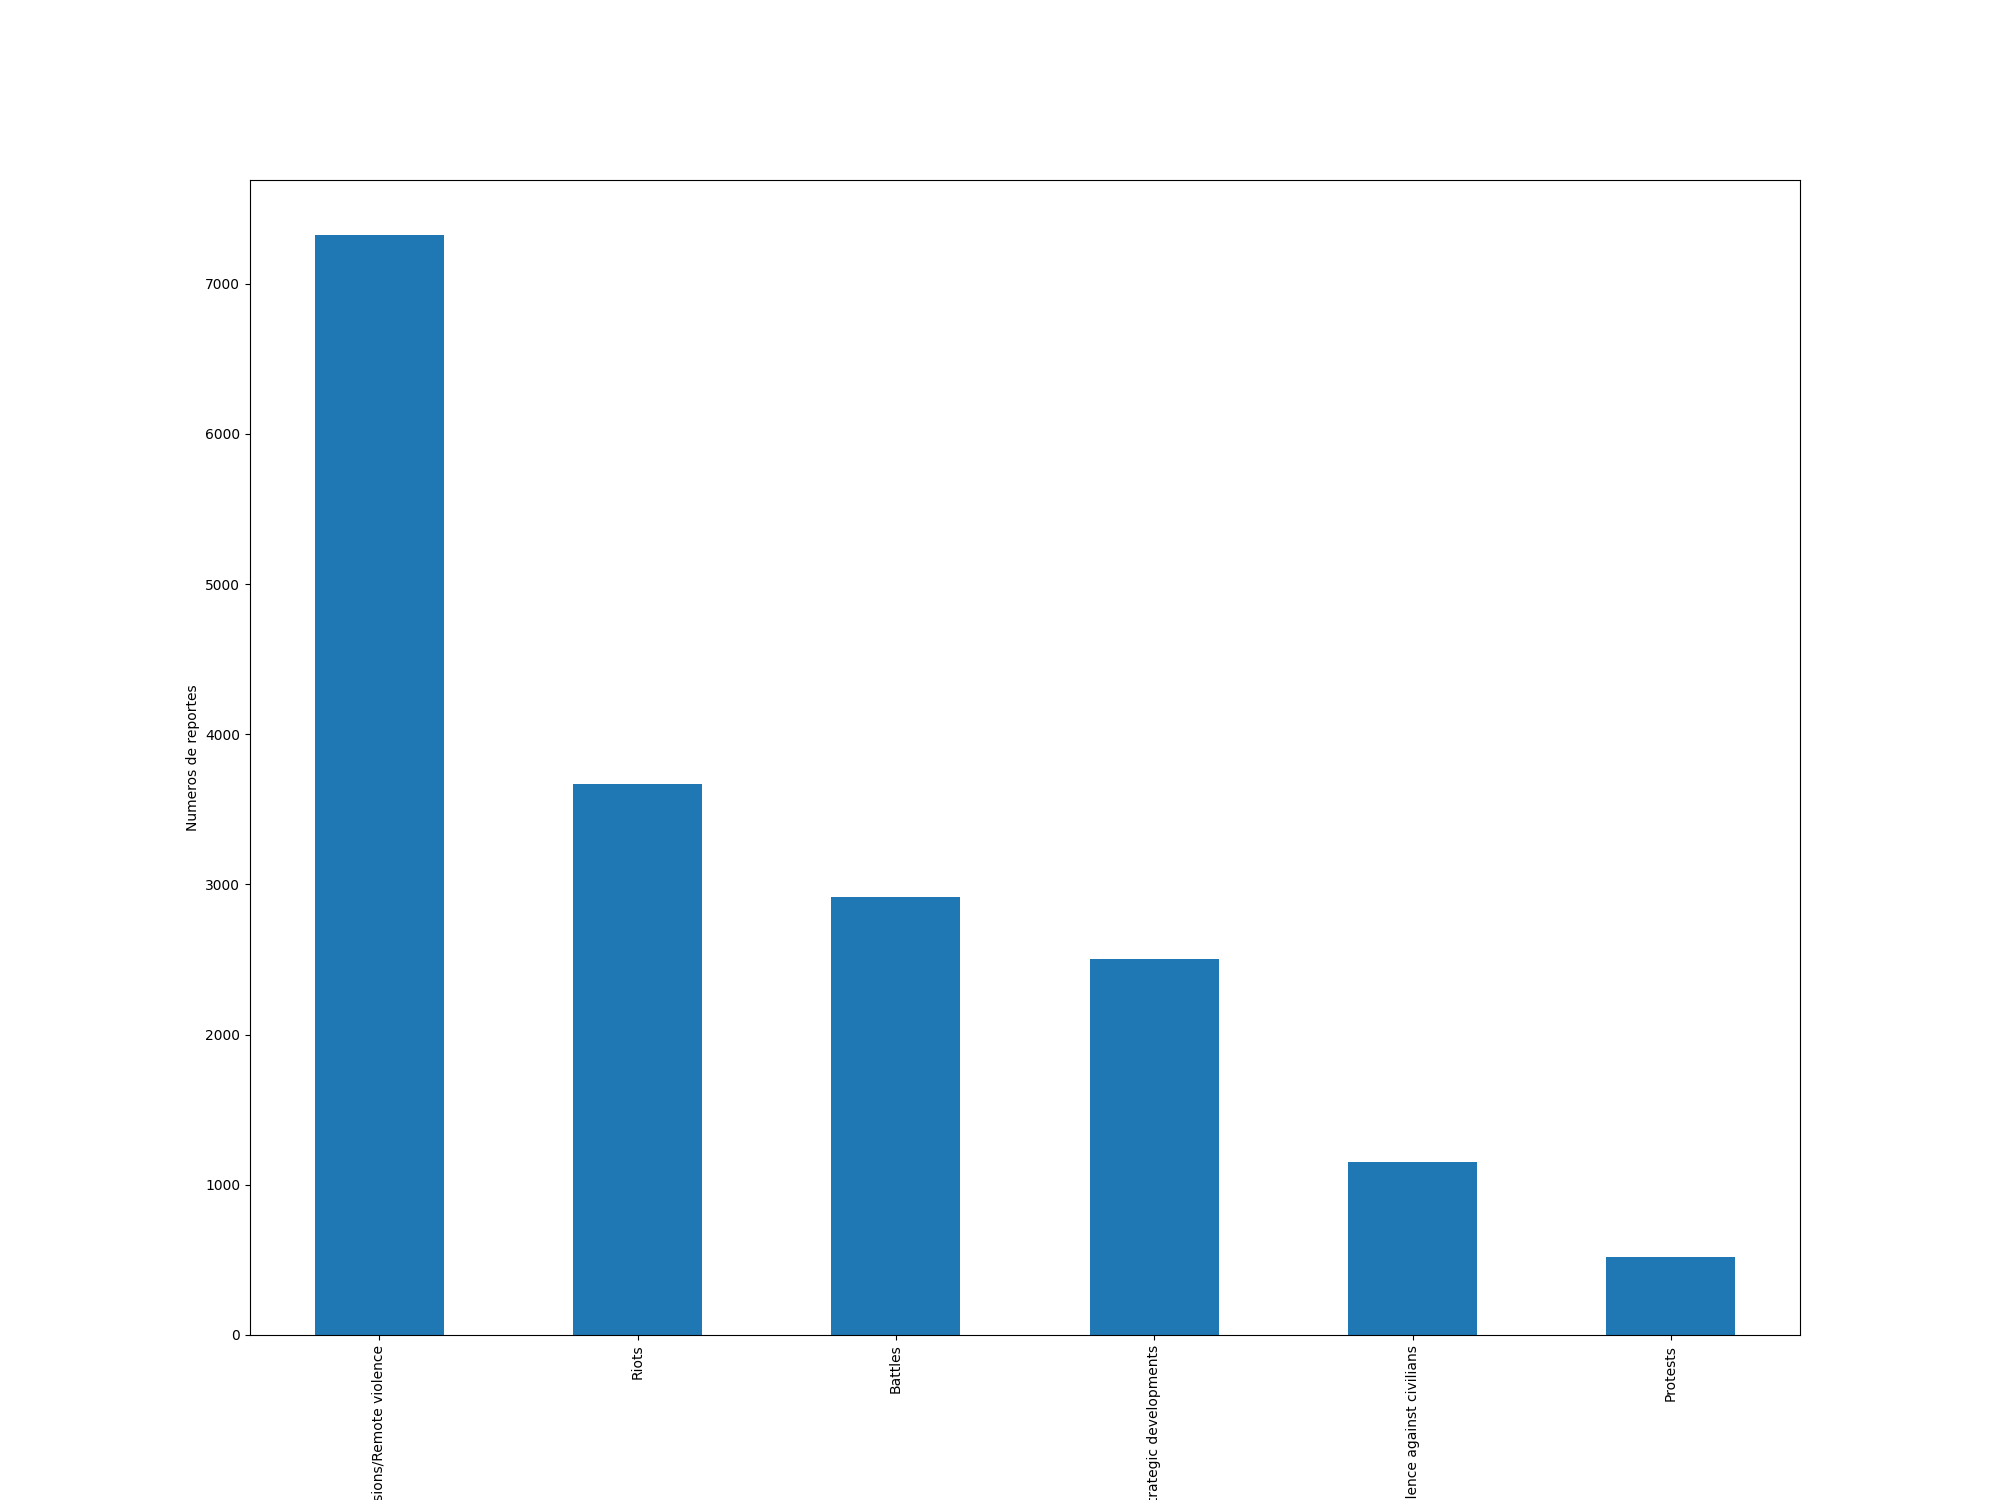 Numeros de reportes
7000
6000
5000
4000
3000
2000
1000
0
sions/Remote violence
Riots
Battles
trategic developments
lence against civilians
Protests